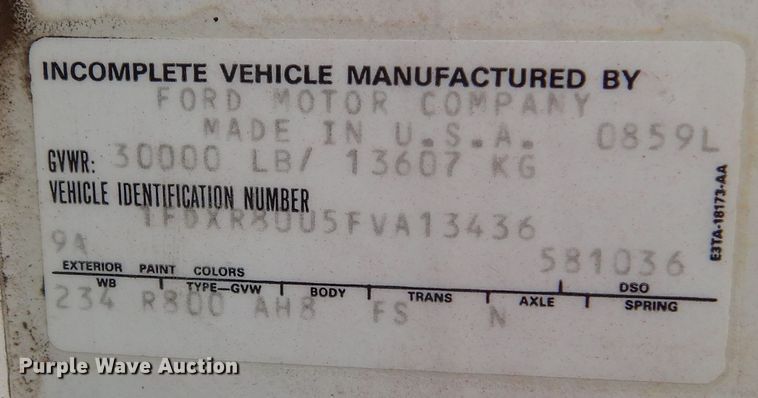 INCOMPLETE VEHICLE MANUFACTURED BY
FORD MOTOR COMPANY
MADE IN U.S.A. 0859L
GVWR: 30000 LB/ 13607 KG
VEHICLE IDENTIFICATION NUMBER
1FDXR80U5FVA13436
9A 581036
EXTERIOR PAINT COLORS DSO
WB TYPE—GVW BODY TRANS AXLE SPRING
234 R800 AH8 FS N
E3TA-18173-AA
Purple Wave Auction